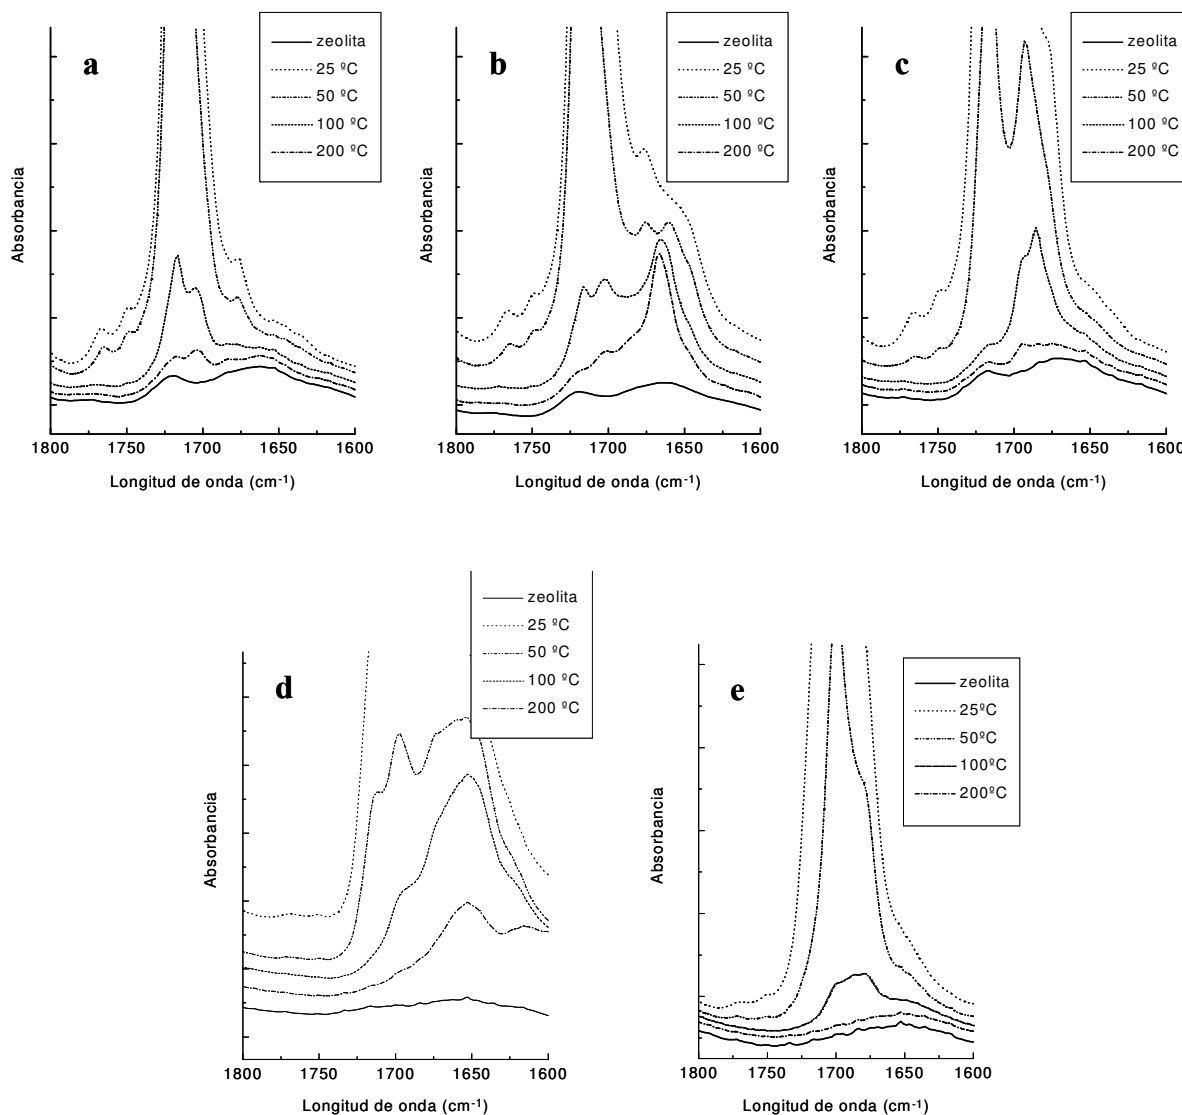 a
zeolita
25 ºC
50 ºC
100 ºC
200 ºC
Absorbancia
1800 1750 1700 1650 1600
Longitud de onda (cm-1)
b
zeolita
25 ºC
50 ºC
100 ºC
200 ºC
Absorbancia
1800 1750 1700 1650 1600
Longitud de onda (cm-1)
c
zeolita
25 ºC
50 ºC
100 ºC
200 ºC
Absorbancia
1800 1750 1700 1650 1600
Longitud de onda (cm-1)
d
zeolita
25 ºC
50 ºC
100 ºC
200 ºC
Absorbancia
1800 1750 1700 1650 1600
Longitud de onda (cm-1)
e
zeolita
25ºC
50ºC
100ºC
200ºC
Absorbancia
1800 1750 1700 1650 1600
Longitud de onda (cm-1)